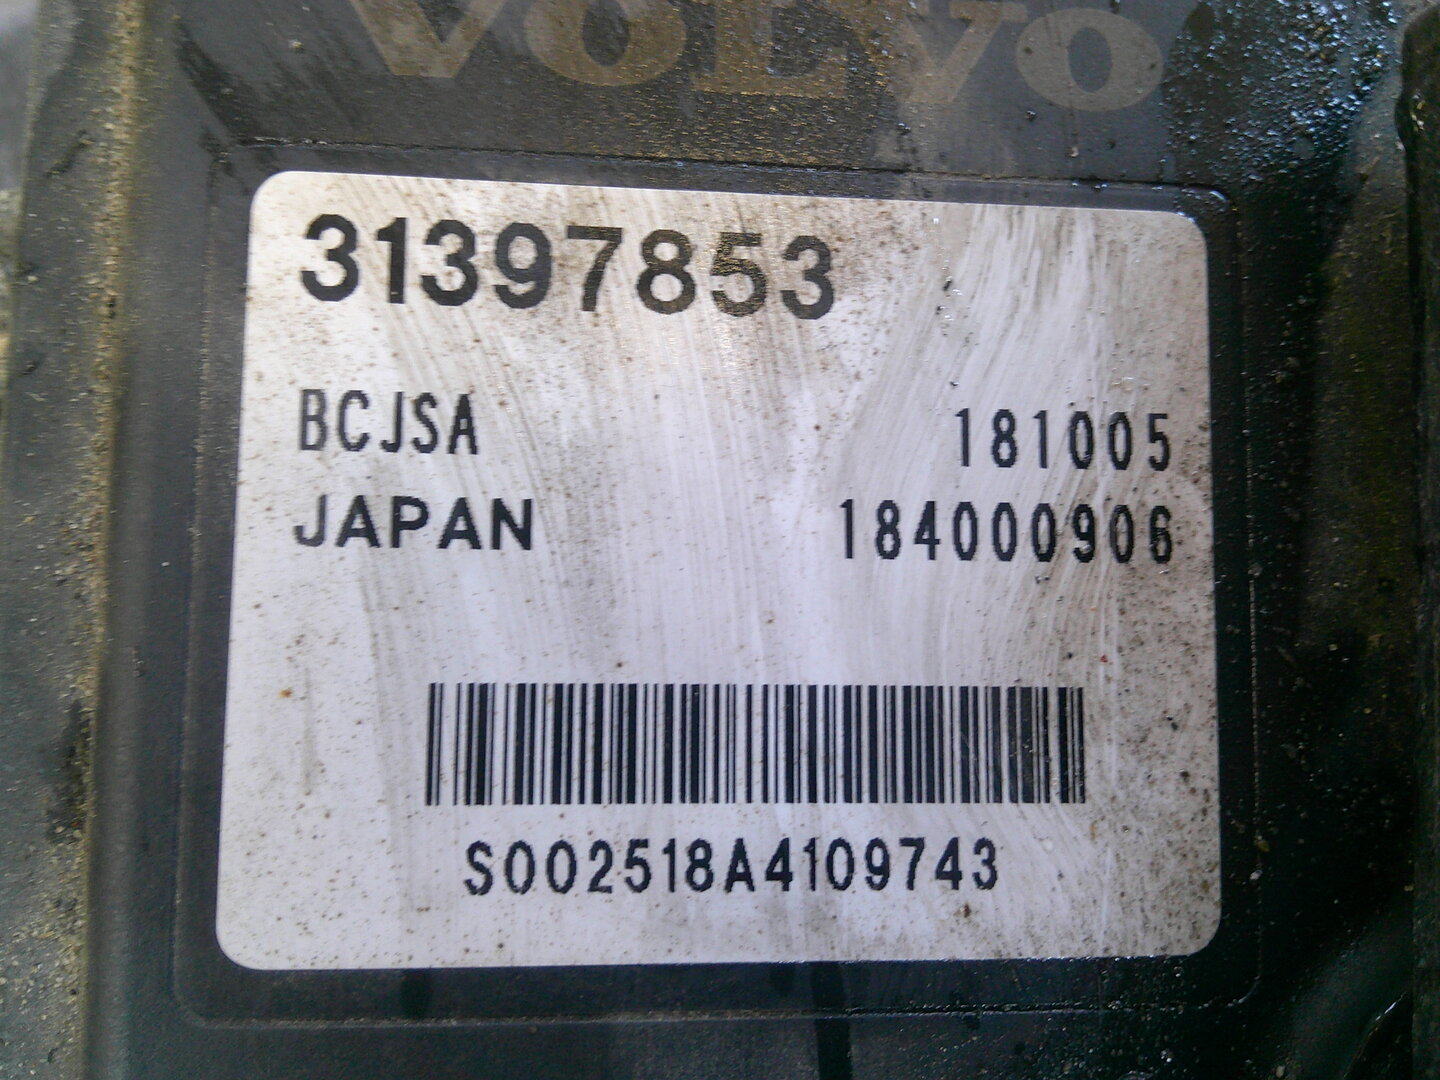 VOLVO
31397853
BCJSA 181005
JAPAN 184000906
S002518A4109743